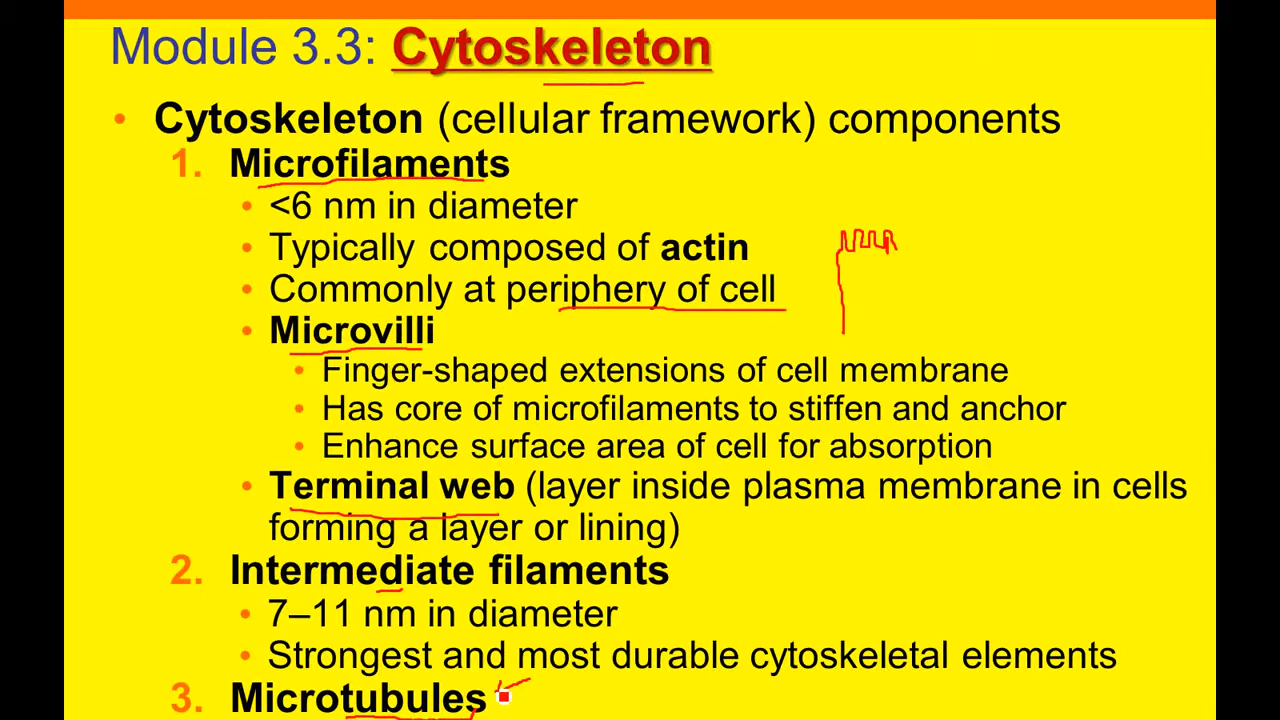 Module 3.3: Cytoskeleton
• Cytoskeleton (cellular framework) components
1. Microfilaments
• <6 nm in diameter
• Typically composed of actin
• Commonly at periphery of cell
• Microvilli
• Finger-shaped extensions of cell membrane
• Has core of microfilaments to stiffen and anchor
• Enhance surface area of cell for absorption
• Terminal web (layer inside plasma membrane in cells
forming a layer or lining)
2. Intermediate filaments
• 7–11 nm in diameter
• Strongest and most durable cytoskeletal elements
3. Microtubules